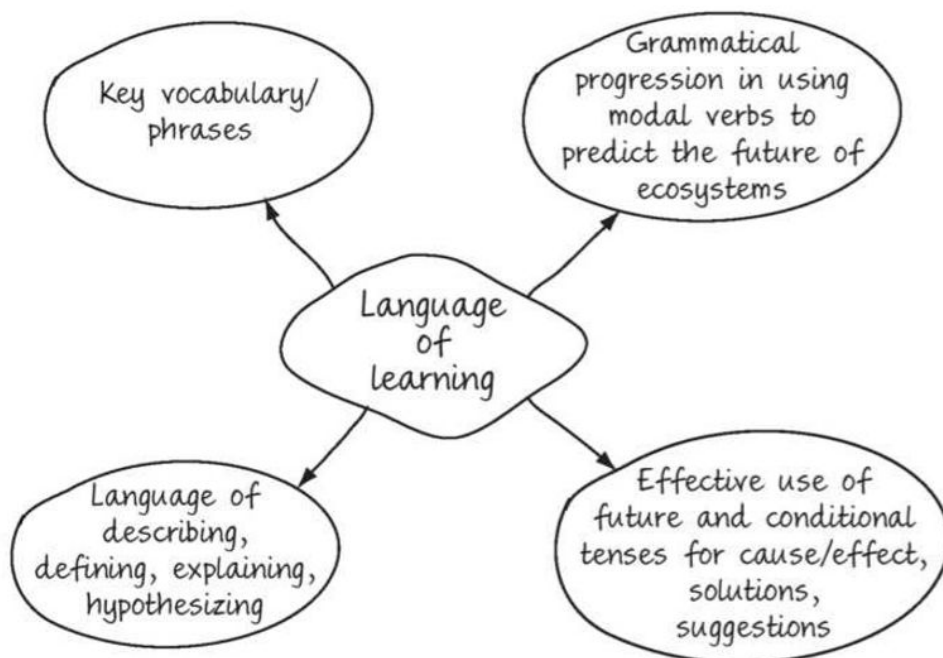 Key vocabulary/
phrases
Grammatical
progression in using
modal verbs to
predict the future of
ecosystems
Language
of
learning
Language of
describing,
defining, explaining,
hypothesizing
Effective use of
future and conditional
tenses for cause/effect,
solutions,
suggestions